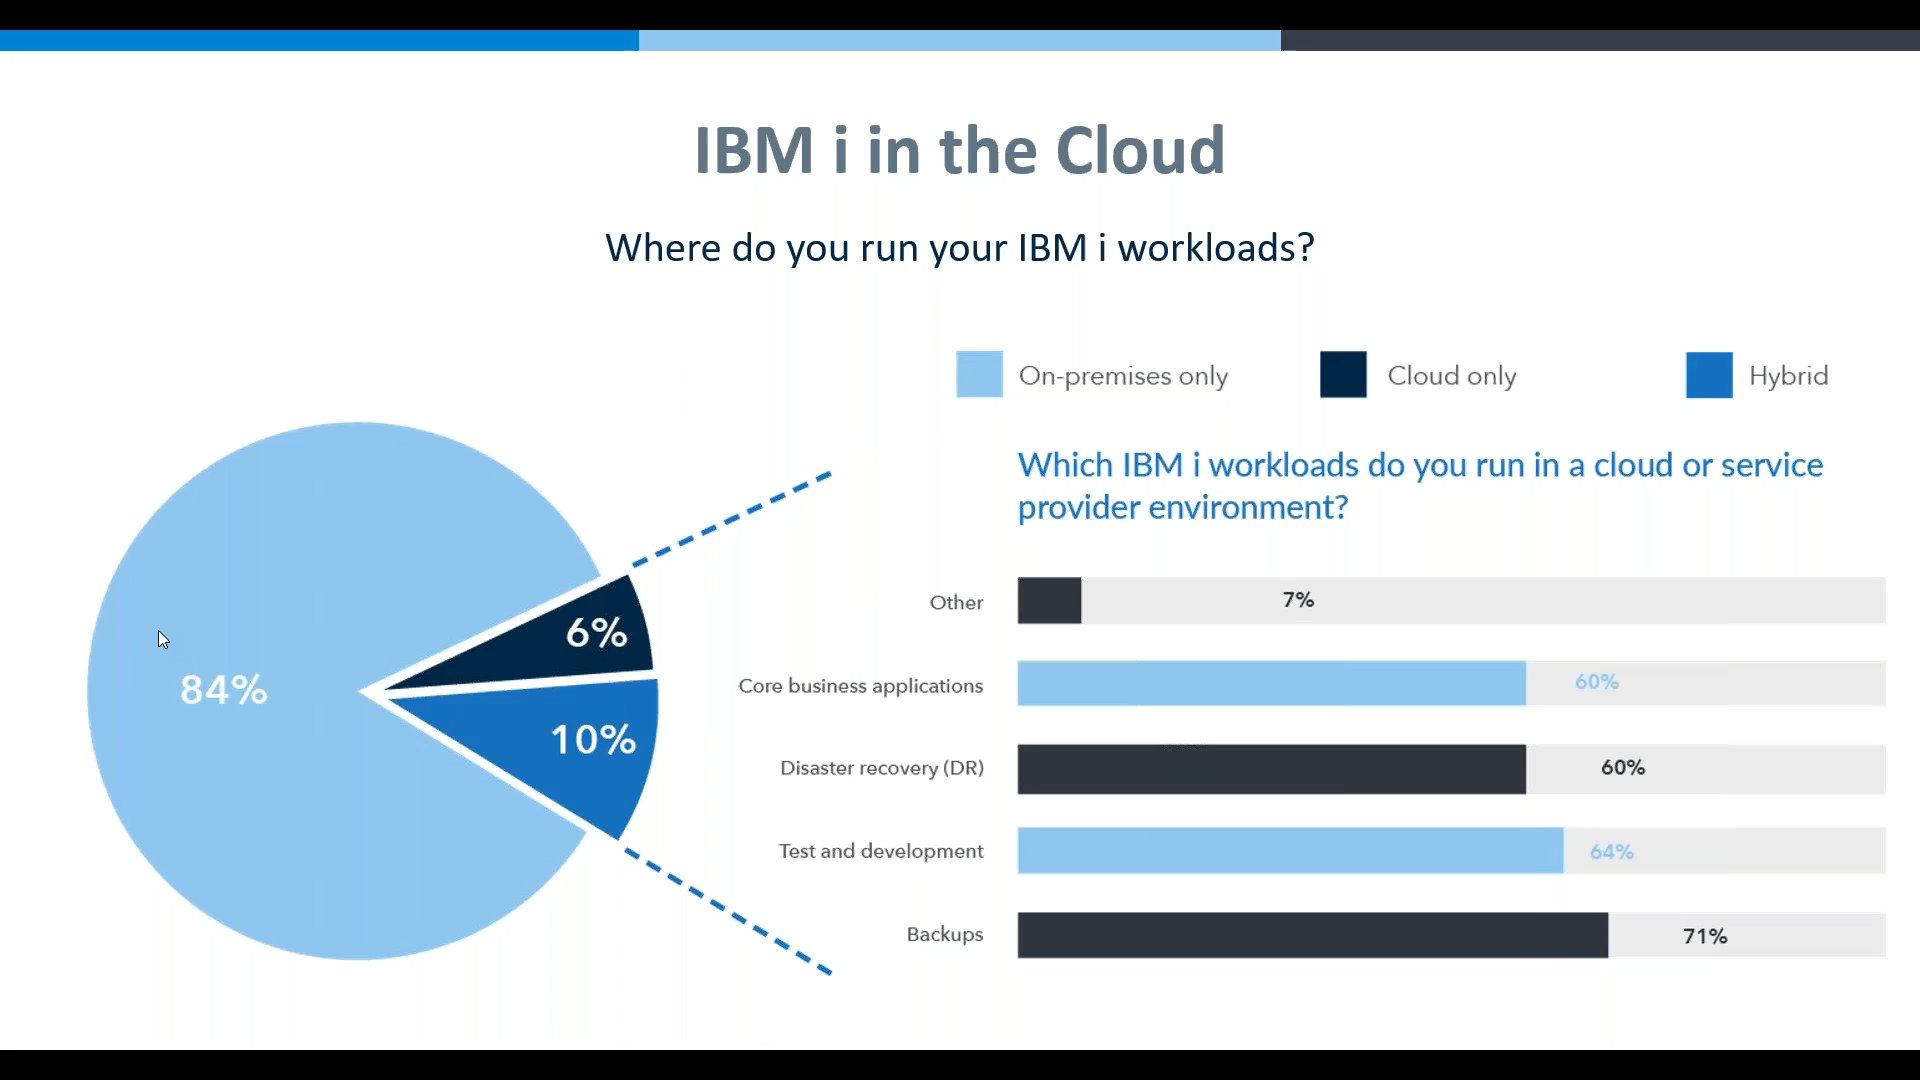 IBM i in the Cloud
Where do you run your IBM i workloads?
On-premises only
Cloud only
Hybrid
84%
6%
10%
Which IBM i workloads do you run in a cloud or service
provider environment?
Other
7%
Core business applications
60%
Disaster recovery (DR)
60%
Test and development
64%
Backups
71%